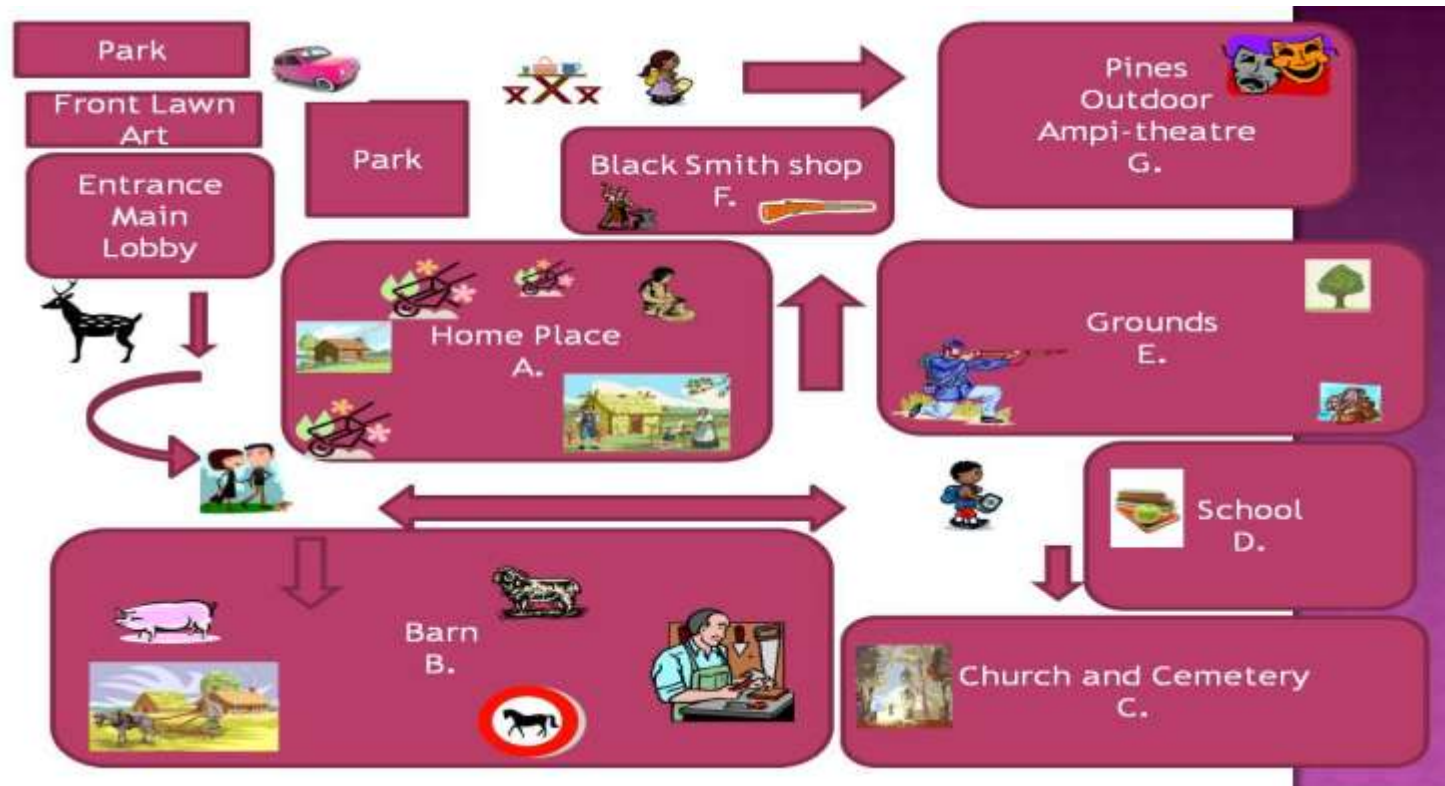 Park
Front Lawn
Art
Entrance
Main
Lobby
Park
Black Smith shop
F.
Pines
Outdoor
Ampi-theatre
G.
Home Place
A.
Grounds
E.
School
D.
Barn
B.
Church and Cemetery
C.